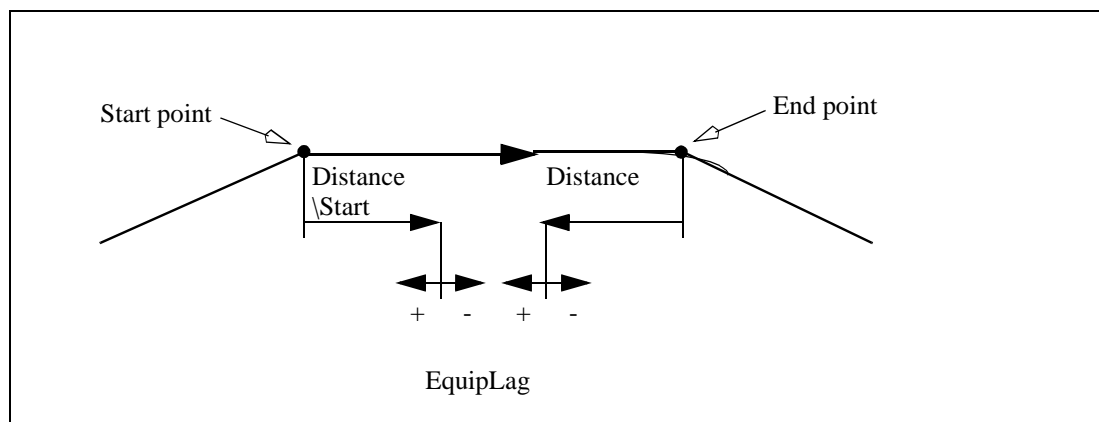 Start point
End point
Distance
\Start
Distance
+ - + -
EquipLag